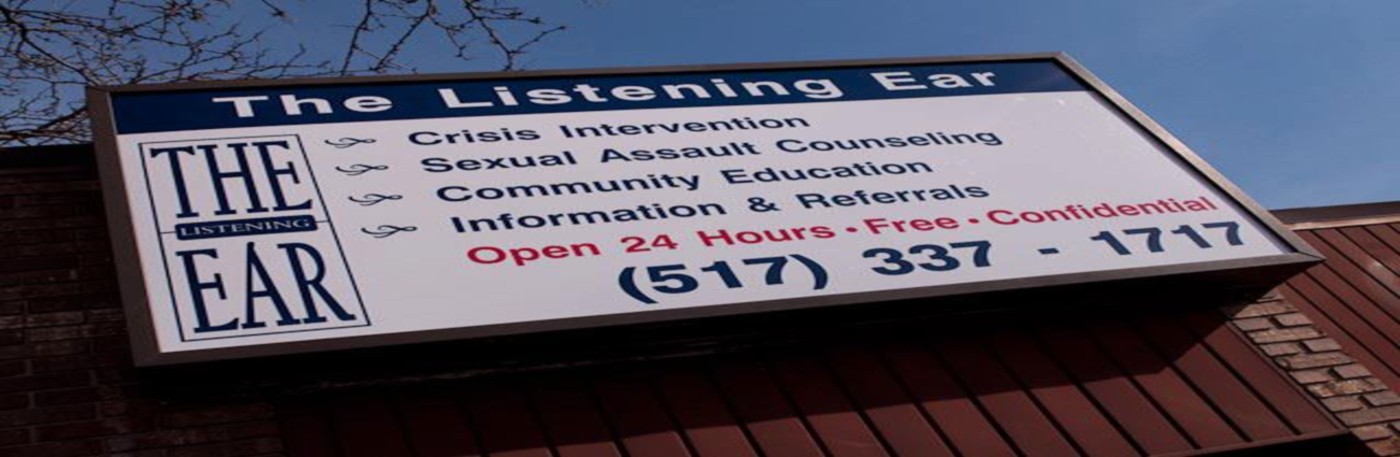 The Listening Ear
THE
LISTENING
EAR
Crisis Intervention
Sexual Assault Counseling
Community Education
Information & Referrals
Open 24 Hours • Free • Confidential
(517) 337 - 1717